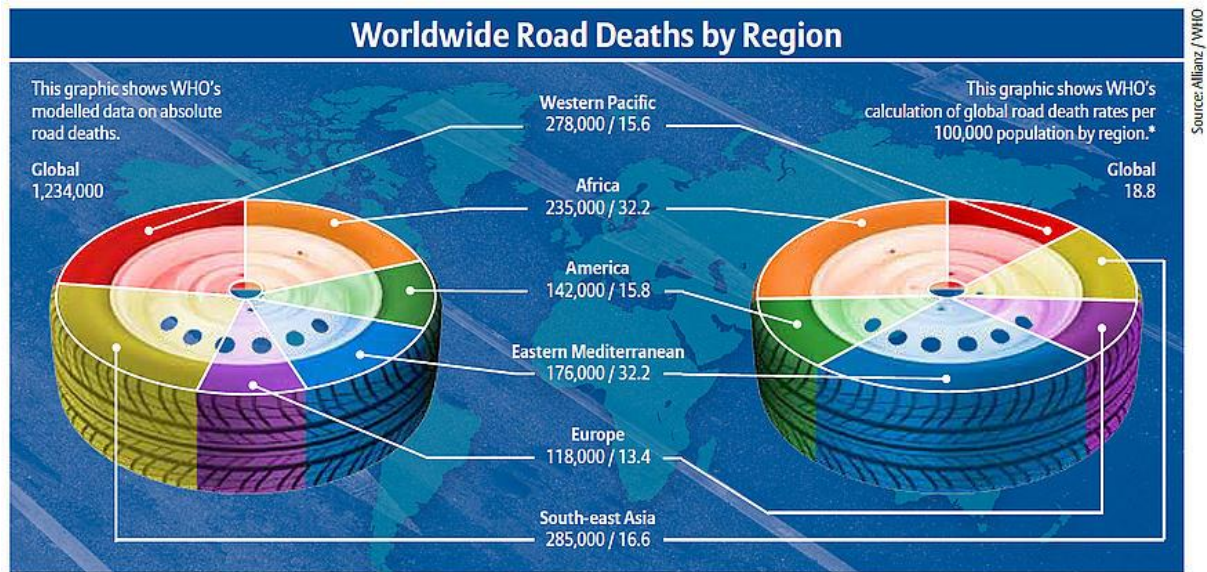 Worldwide Road Deaths by Region
This graphic shows WHO's
modelled data on absolute
road deaths.
Global
1,234,000
Western Pacific
278,000 / 15.6
Africa
235,000 / 32.2
America
142,000 / 15.8
Eastern Mediterranean
176,000 / 32.2
Europe
118,000 / 13.4
South-east Asia
285,000 / 16.6
This graphic shows WHO's
calculation of global road death rates per
100,000 population by region.*
Global
18.8
Source: Allianz / WHO